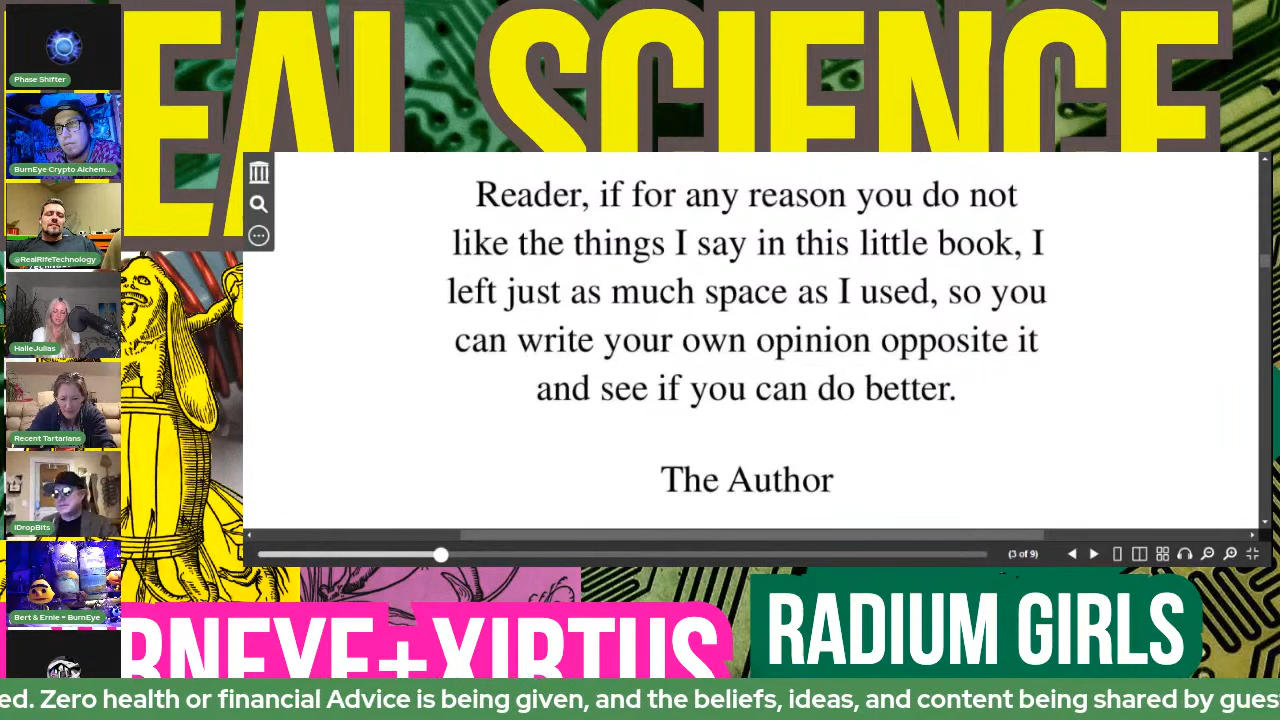 EAL SCIENCE
Phase Shifter
BurnEye Crypto Alchem...
@RealRifeTechnology
HalleJulias
Recent Tartarians
iDropBits
Bert & Ernie = BurnEye
Reader, if for any reason you do not
like the things I say in this little book, I
left just as much space as I used, so you
can write your own opinion opposite it
and see if you can do better.
The Author
(3 of 9)
RNEYE+XIRTUS
RADIUM GIRLS
ed. Zero health or financial Advice is being given, and the beliefs, ideas, and content being shared by gues